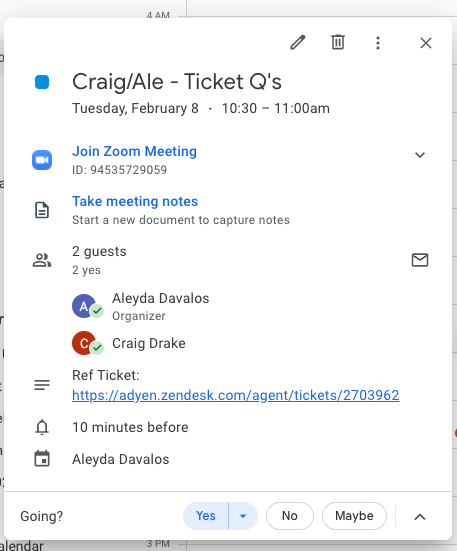 4 AM
Craig/Ale - Ticket Q's
Tuesday, February 8 · 10:30 – 11:00am
Join Zoom Meeting
ID: 94535729059
Take meeting notes
Start a new document to capture notes
2 guests
2 yes
A
Aleyda Davalos
Organizer
C
Craig Drake
Ref Ticket:
https://adyen.zendesk.com/agent/tickets/2703962
10 minutes before
Aleyda Davalos
Going?
Yes
No
Maybe
alendar
3 PM